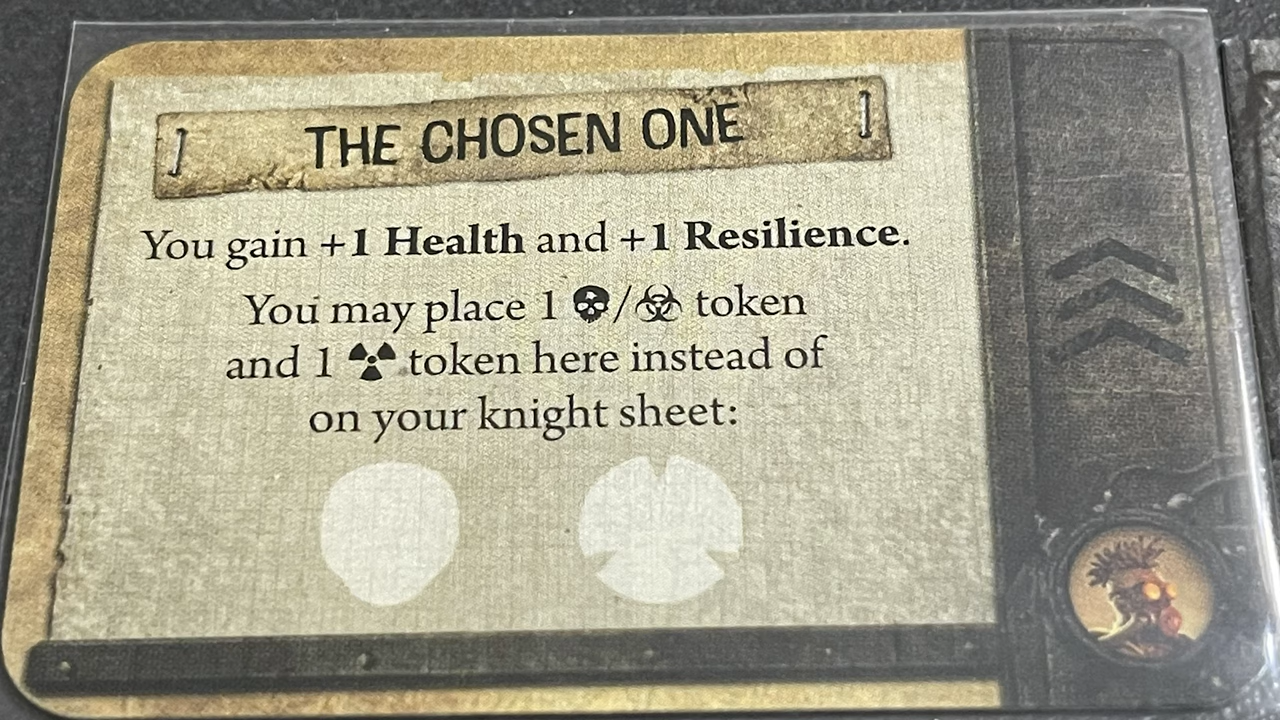 THE CHOSEN ONE
You gain +1 Health and +1 Resilience.
You may place 1 / token
and 1 token here instead of
on your knight sheet: